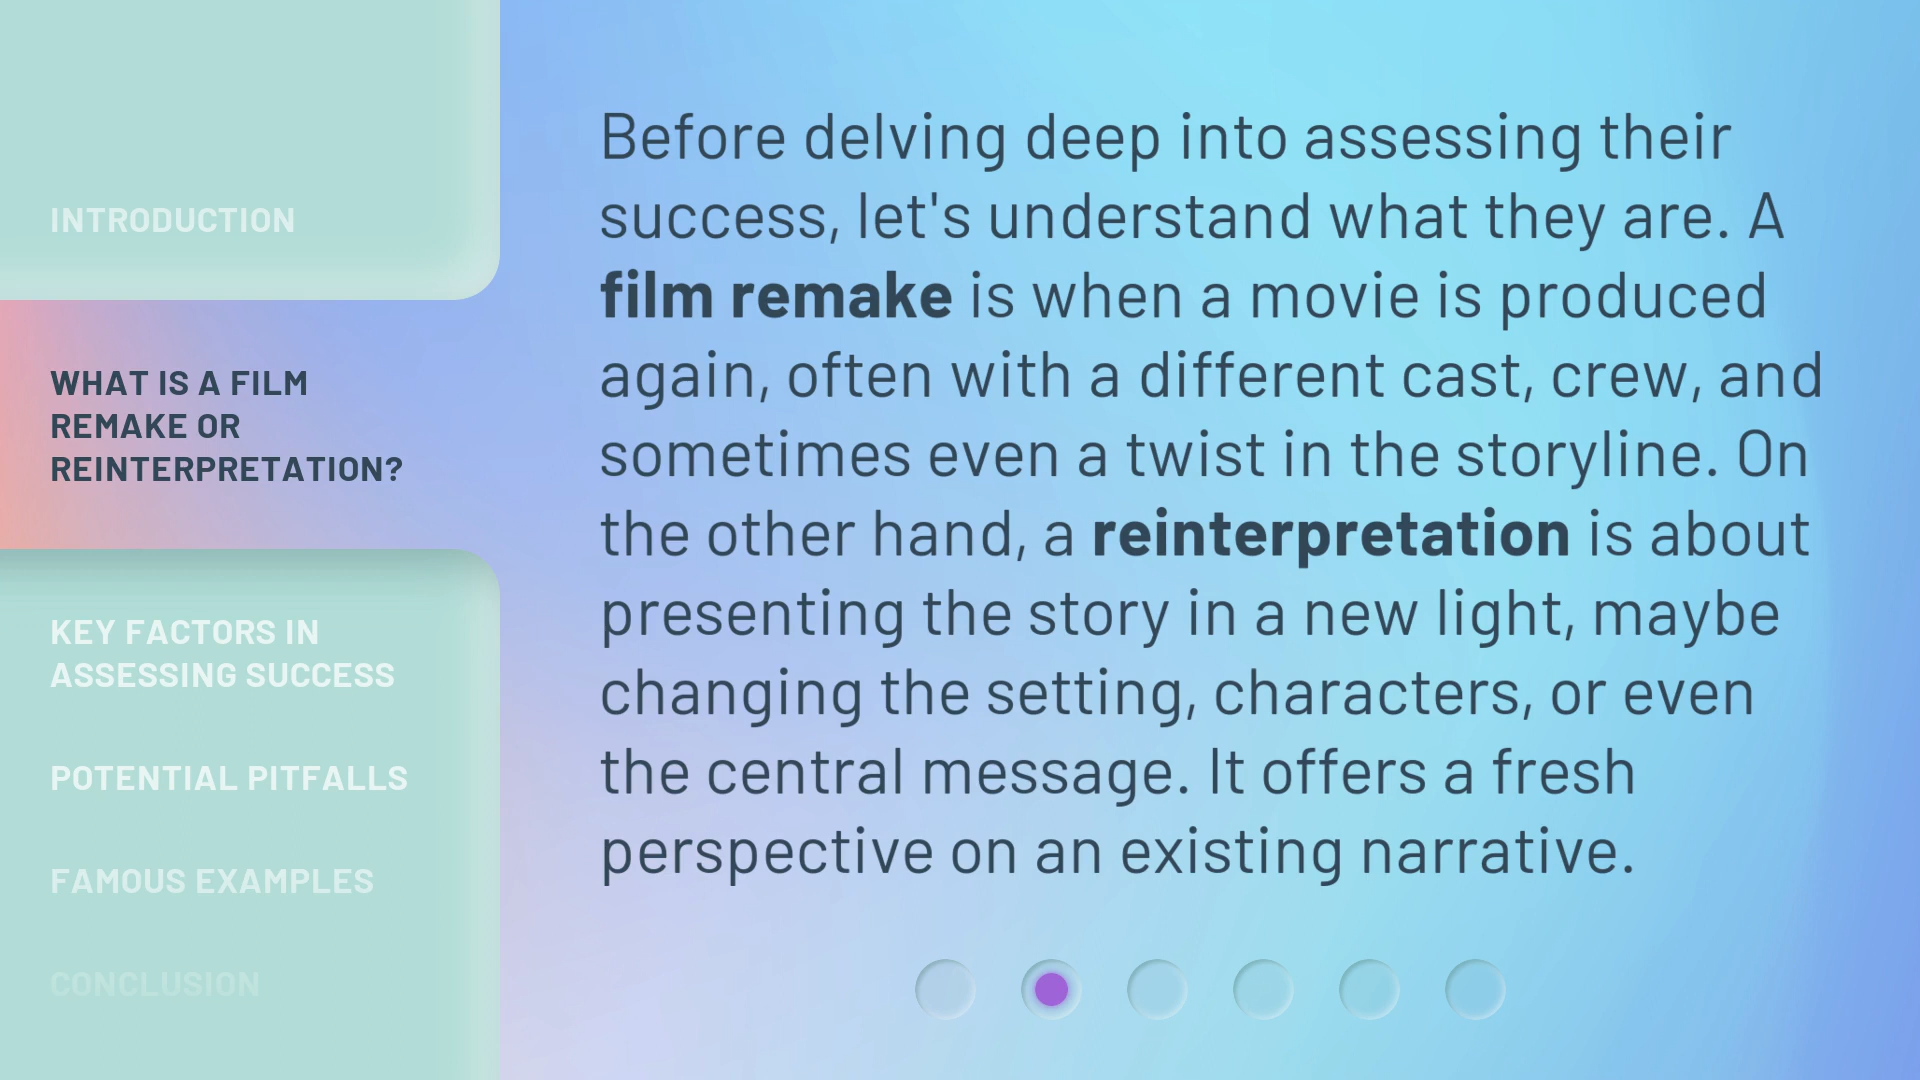 INTRODUCTION
WHAT IS A FILM
REMAKE OR
REINTERPRETATION?
KEY FACTORS IN
ASSESSING SUCCESS
POTENTIAL PITFALLS
FAMOUS EXAMPLES
CONCLUSION
Before delving deep into assessing their
success, let's understand what they are. A
film remake is when a movie is produced
again, often with a different cast, crew, and
sometimes even a twist in the storyline. On
the other hand, a reinterpretation is about
presenting the story in a new light, maybe
changing the setting, characters, or even
the central message. It offers a fresh
perspective on an existing narrative.